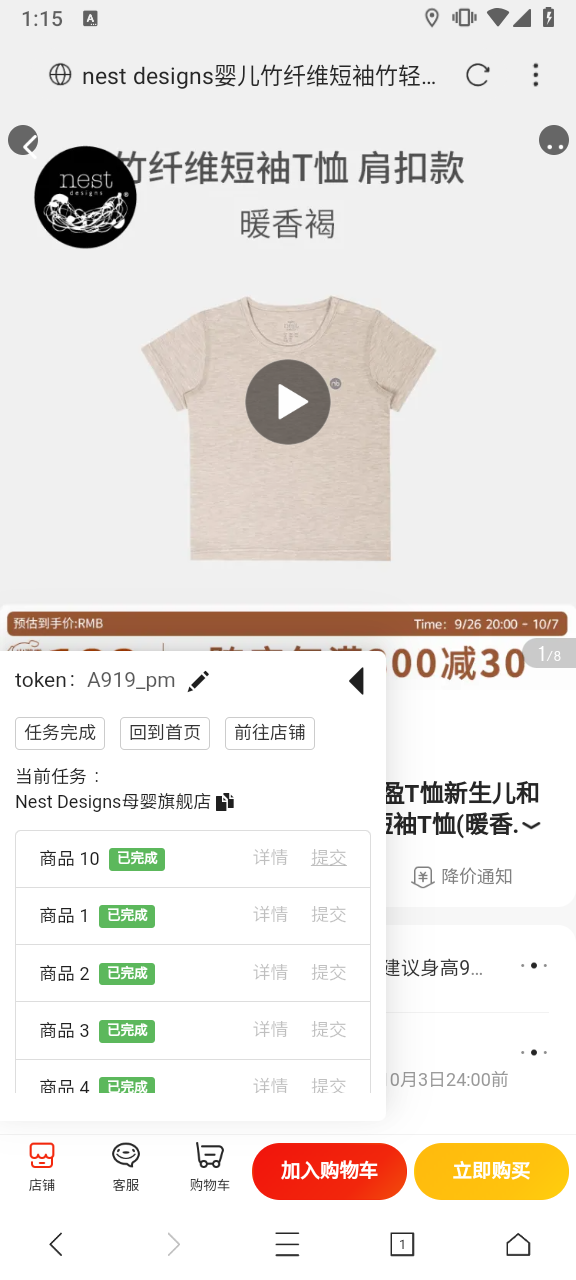 1:15
A
nest designs婴儿竹纤维短袖竹轻...
竹纤维短袖T恤 肩扣款
nest
designs
暖香褐
nb
预估到手价:RMB
Time: 9/26 20:00 - 10/7
00减30
1/8
token: A919_pm
任务完成
回到首页
前往店铺
当前任务 :
Nest Designs母婴旗舰店
盈T恤新生儿和
短袖T恤(暖香.
商品 10 已完成 详情 提交
降价通知
商品 1 已完成 详情 提交
商品 2 已完成 详情 提交
建议身高9...
商品 3 已完成 详情 提交
商品 4 已完成 详情 提交
0月3日24:00前
店铺
客服
购物车
加入购物车
立即购买
1